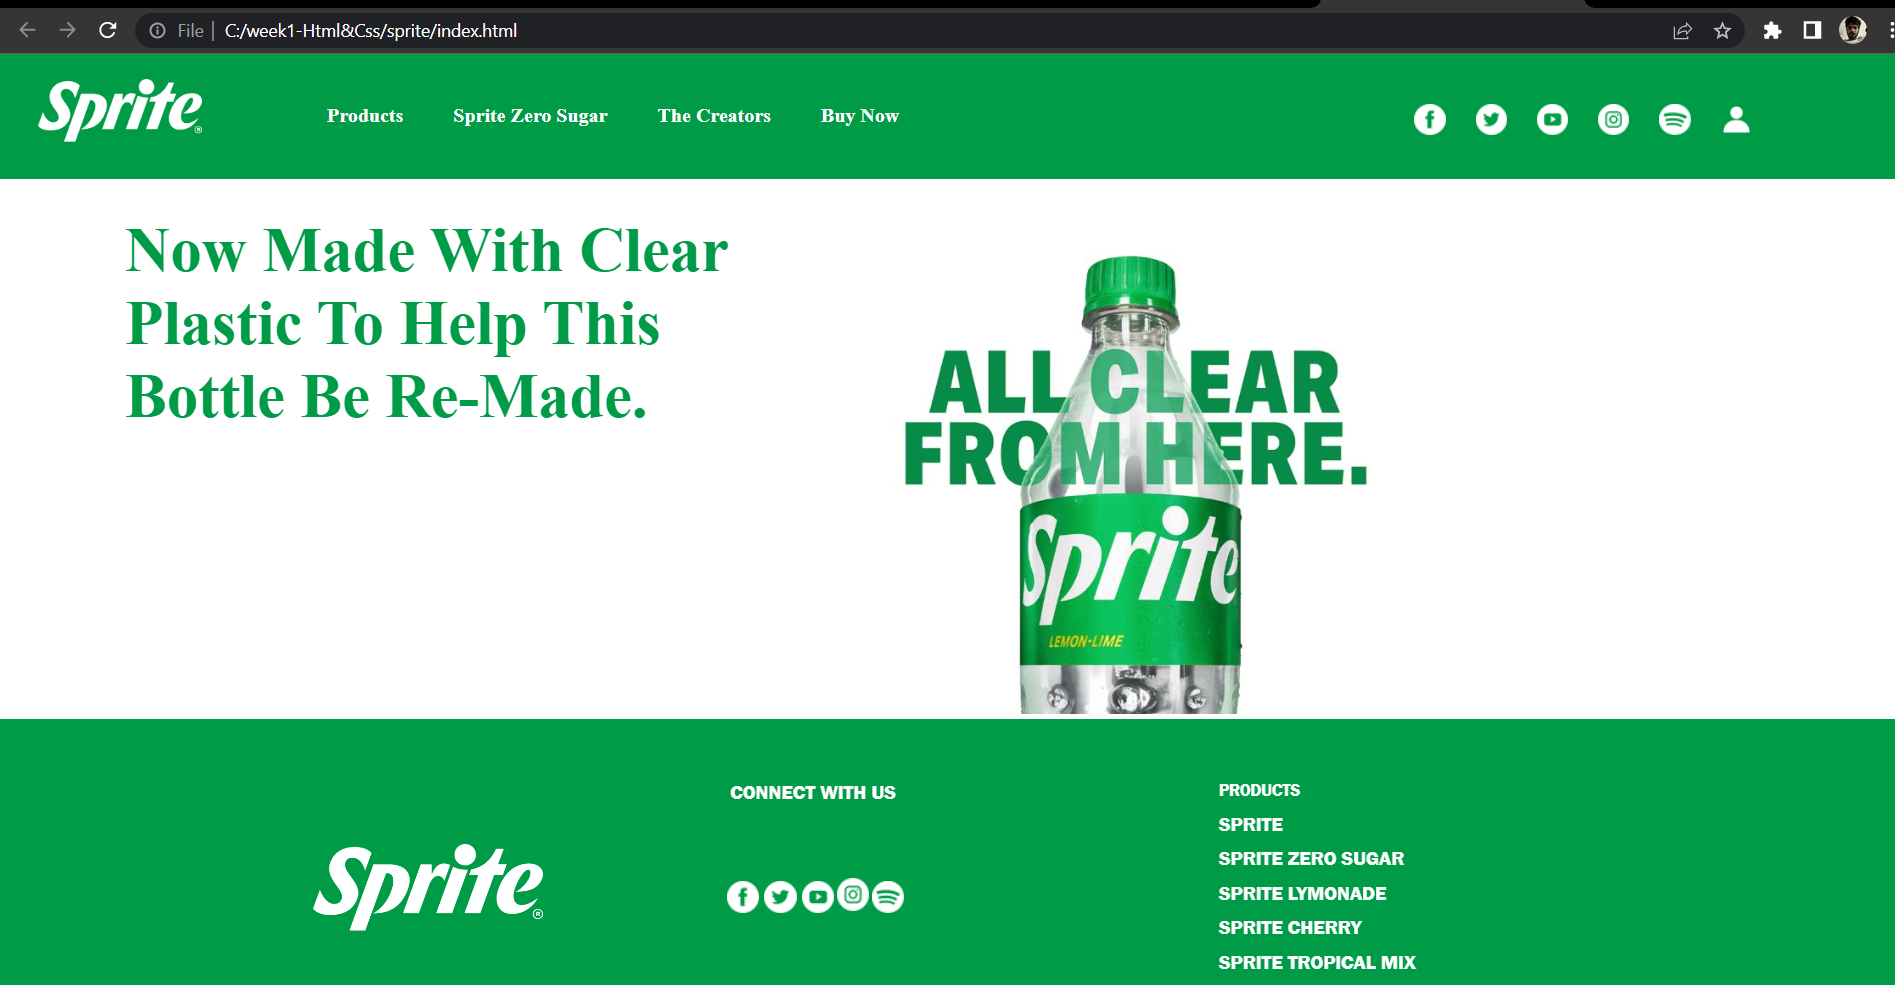 File | C:/week1-Html&Css/sprite/index.html
Sprite®
Products Sprite Zero Sugar The Creators Buy Now
Now Made With Clear
Plastic To Help This
Bottle Be Re-Made.
ALL CLEAR
FROM HERE.
Sprite
LEMON-LIME
Sprite®
CONNECT WITH US
PRODUCTS
SPRITE
SPRITE ZERO SUGAR
SPRITE LYMONADE
SPRITE CHERRY
SPRITE TROPICAL MIX